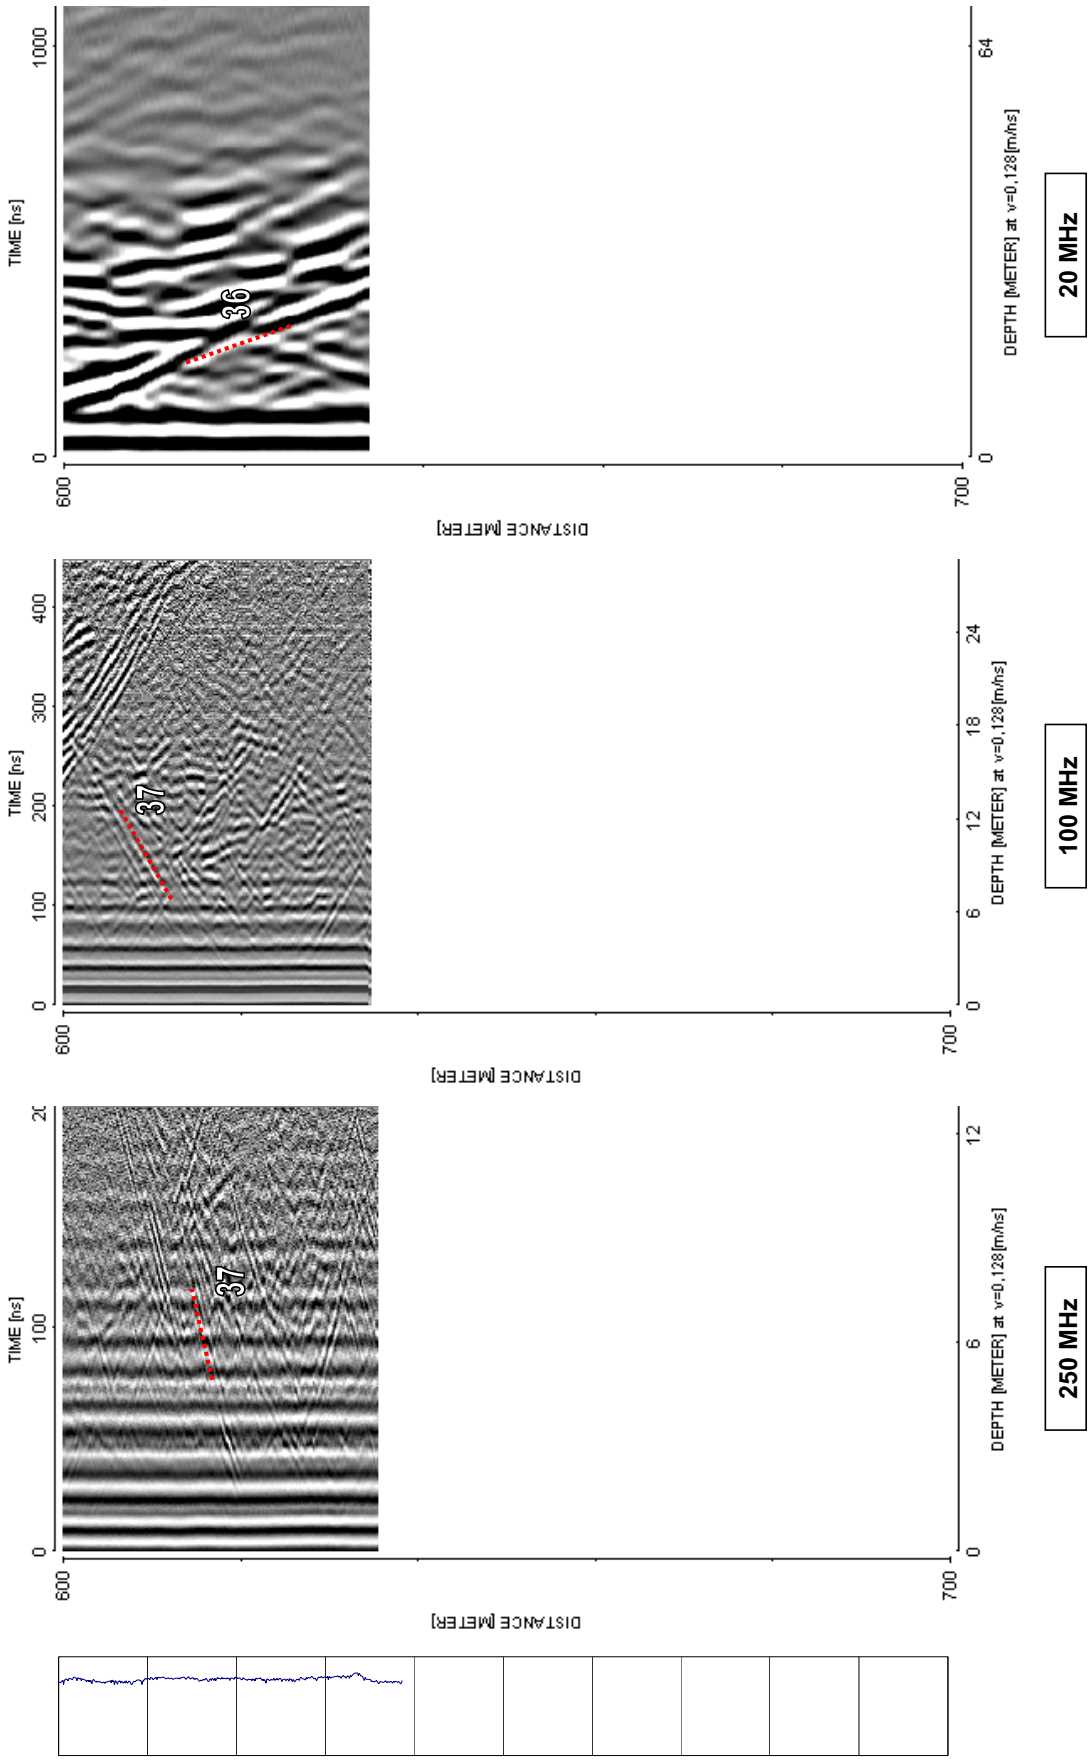 TIME [ns]
0
1000
36
600
700
DISTANCE [METER]
0
64
DEPTH [METER] at v=0,128[m/ns]
20 MHz
TIME [ns]
0
100
200
300
400
37
600
700
DISTANCE [METER]
0
6
12
18
24
DEPTH [METER] at v=0,128[m/ns]
100 MHz
TIME [ns]
0
100
20
37
600
700
DISTANCE [METER]
0
6
12
DEPTH [METER] at v=0,128[m/ns]
250 MHz